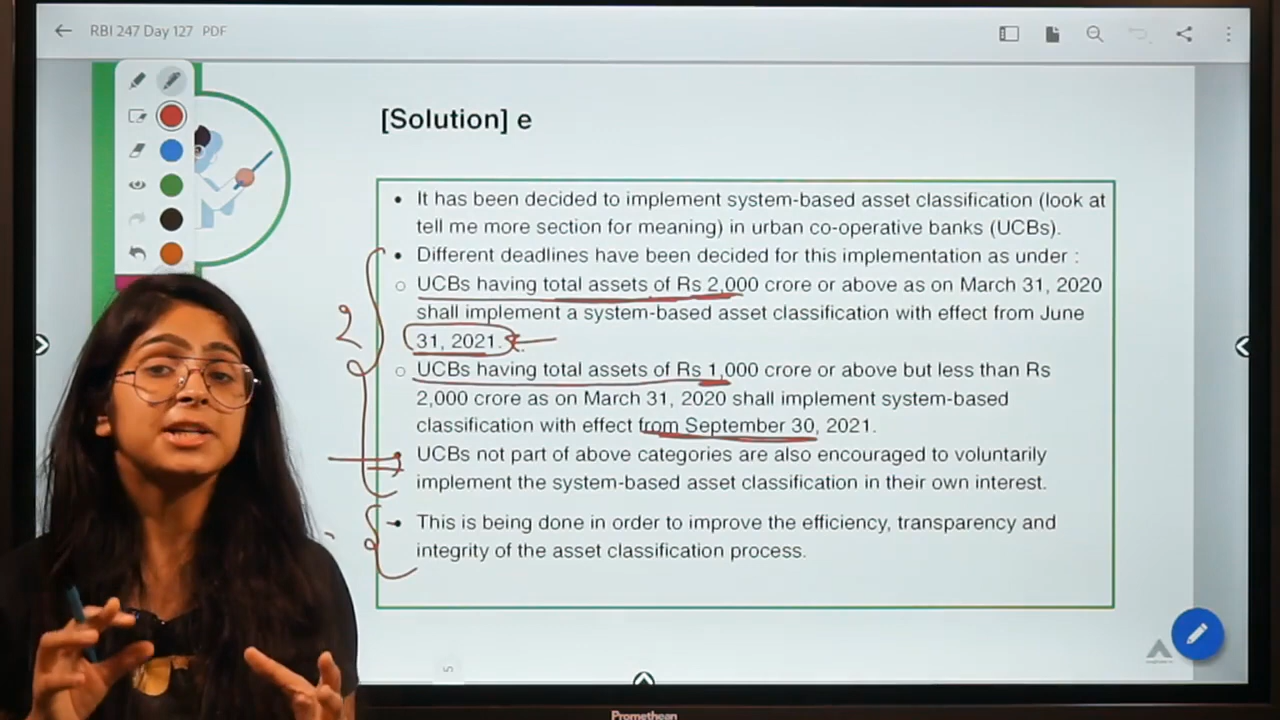 RBI 247 Day 127 PDF
[Solution] e
• It has been decided to implement system-based asset classification (look at
tell me more section for meaning) in urban co-operative banks (UCBs).
• Different deadlines have been decided for this implementation as under :
○ UCBs having total assets of Rs 2,000 crore or above as on March 31, 2020
shall implement a system-based asset classification with effect from June
31, 2021.
○ UCBs having total assets of Rs 1,000 crore or above but less than Rs
2,000 crore as on March 31, 2020 shall implement system-based
classification with effect from September 30, 2021.
• UCBs not part of above categories are also encouraged to voluntarily
implement the system-based asset classification in their own interest.
• This is being done in order to improve the efficiency, transparency and
integrity of the asset classification process.
5
Promethean